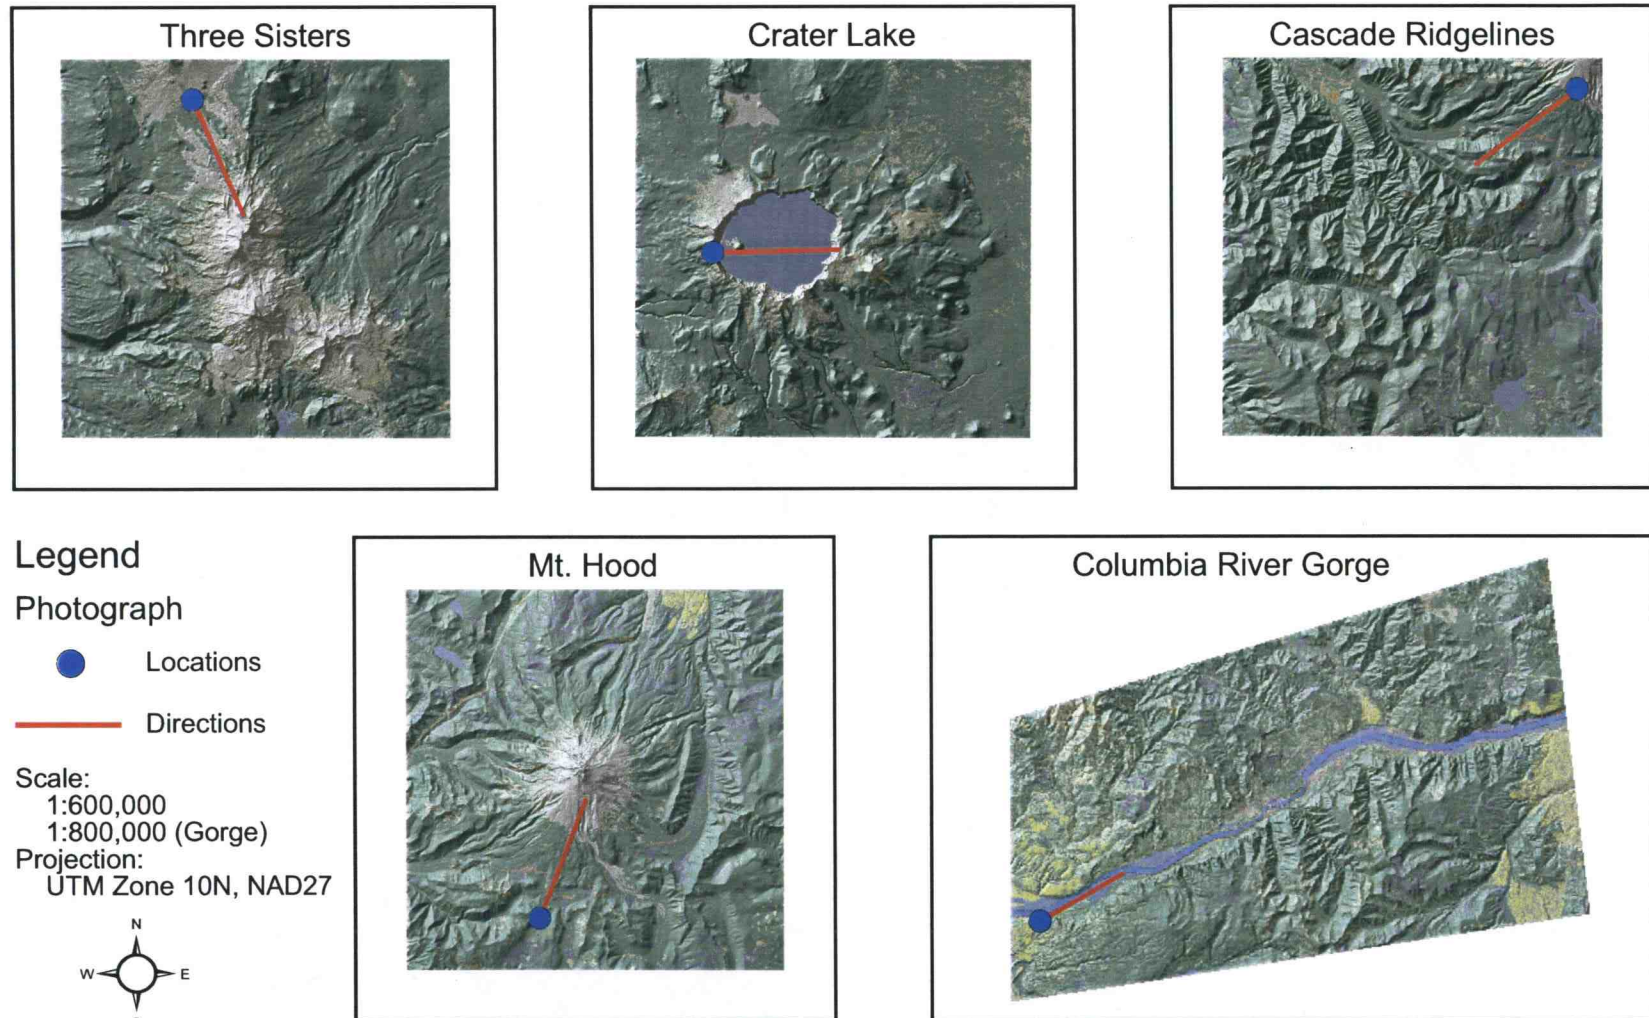 Three Sisters
Crater Lake
Cascade Ridgelines
Legend
Photograph
Locations
Directions
Scale:
1:600,000
1:800,000 (Gorge)
Projection:
UTM Zone 10N, NAD27
N
W E
Mt. Hood
Columbia River Gorge